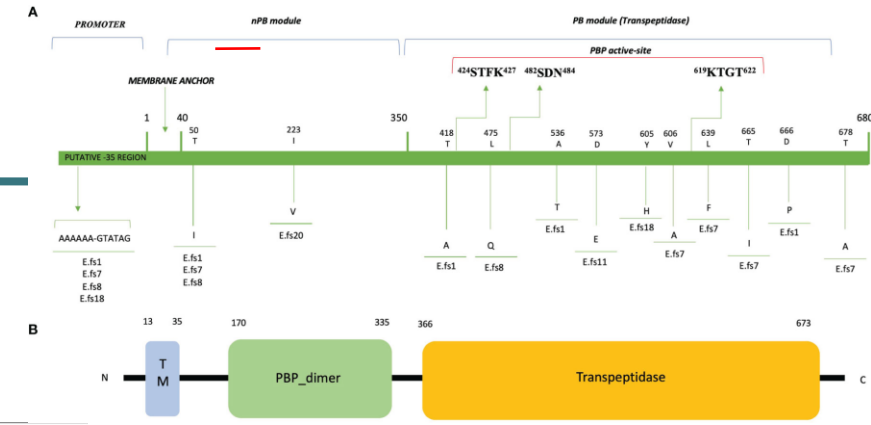 A
PROMOTER
nPB module
PB module (Transpeptidase)
PBP active-site
424STFK427 482SDN484 619KTGT622
MEMBRANE ANCHOR
1 40 350 680
50 223 418 475 536 573 605 606 639 665 666 678
T I T L A D Y V L T D T
PUTATIVE -35 REGION
AAAAAA-GTATAG
E.fs1
E.fs7
E.fs8
E.fs18
I
E.fs1
E.fs7
E.fs8
V
E.fs20
A
E.fs1
Q
E.fs8
T
E.fs1
E
E.fs11
H
E.fs18
A
E.fs7
F
E.fs7
I
E.fs7
P
E.fs1
A
E.fs7
B
13 35 170 335 366 673
N
T
M
PBP_dimer
Transpeptidase
C